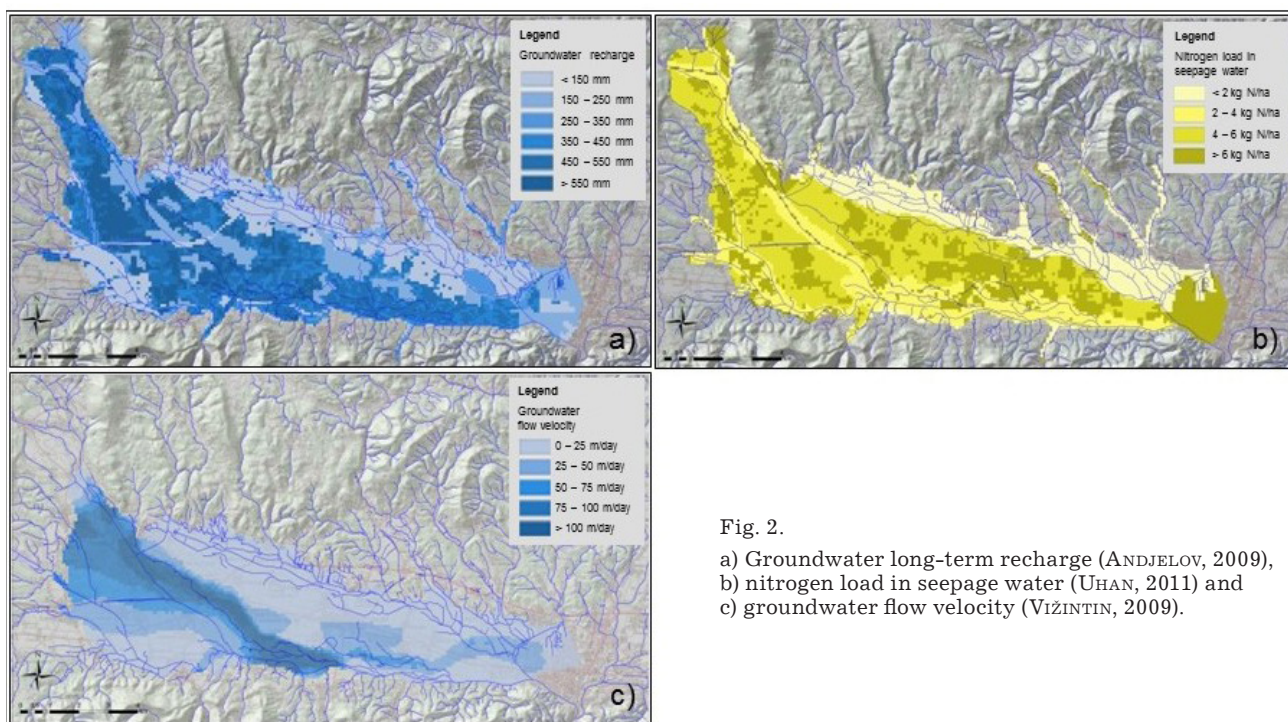 Legend
Groundwater recharge
< 150 mm
150 – 250 mm
250 – 350 mm
350 – 450 mm
450 – 550 mm
> 550 mm
a)
Legend
Nitrogen load in
seepage water
< 2 kg N/ha
2 – 4 kg N/ha
4 – 6 kg N/ha
> 6 kg N/ha
b)
Legend
Groundwater
flow velocity
0 – 25 m/day
25 – 50 m/day
50 – 75 m/day
75 – 100 m/day
> 100 m/day
c)
Fig. 2.
a) Groundwater long-term recharge (ANDJELOV, 2009),
b) nitrogen load in seepage water (UHAN, 2011) and
c) groundwater flow velocity (VIŽINTIN, 2009).